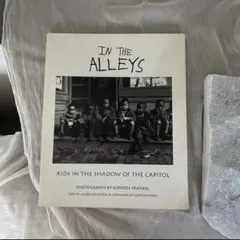 IN THE
ALLEYS
KIDS IN THE SHADOW OF THE CAPITOL
PHOTOGRAPHS BY GODFREY FRANKEL